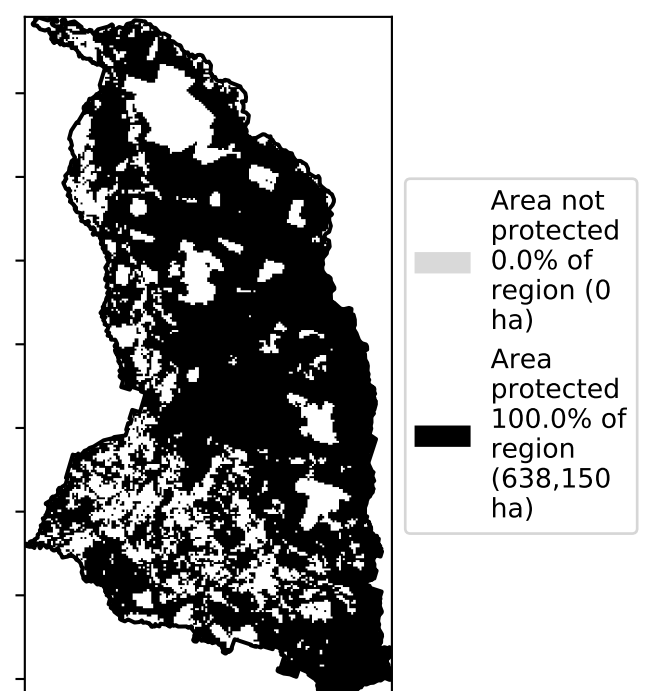 Area not
protected
0.0% of
region (0
ha)
Area
protected
100.0% of
region
(638,150
ha)